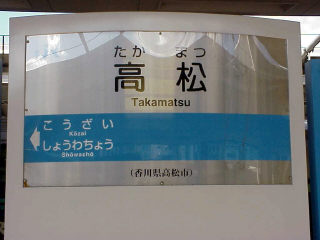 たか まつ
高松
Takamatsu
こうざい
Kōzai
しょうわちょう
Shōwachō
(香川県高松市)